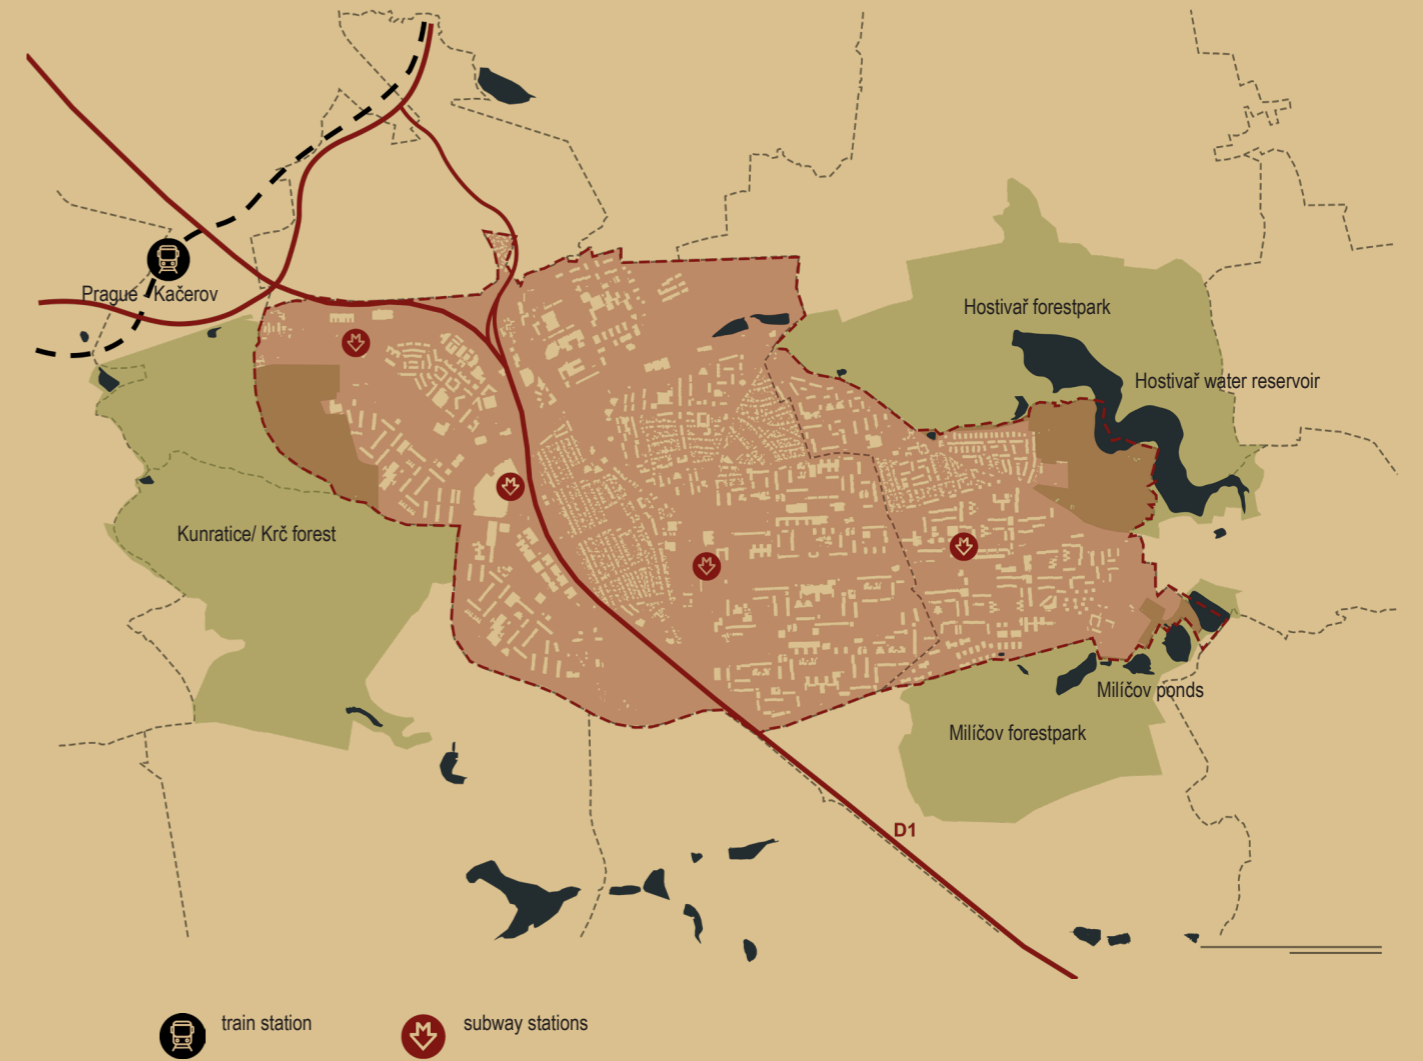 Prague - Kačerov
Hostivař forestpark
Hostivař water reservoir
Kunratice/ Krč forest
Milíčov ponds
Milíčov forestpark
D1
train station
subway stations